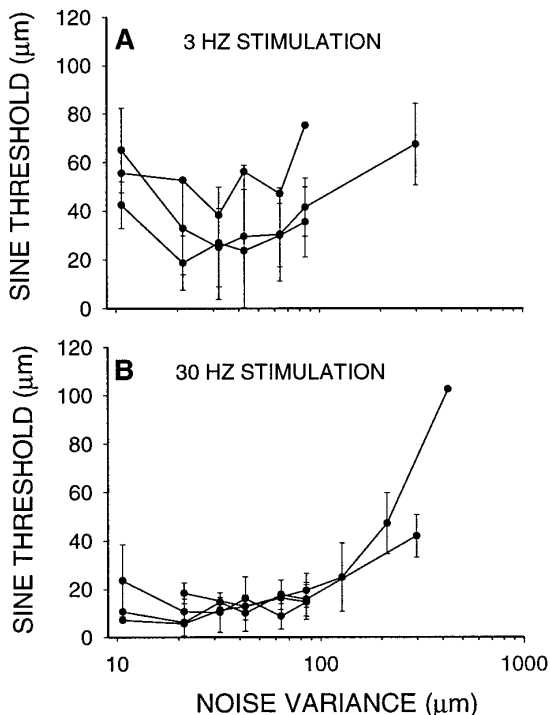 A 3 HZ STIMULATION
SINE THRESHOLD (µm)
120
100
80
60
40
20
0
B 30 HZ STIMULATION
SINE THRESHOLD (µm)
120
100
80
60
40
20
0
10 100 1000
NOISE VARIANCE (µm)